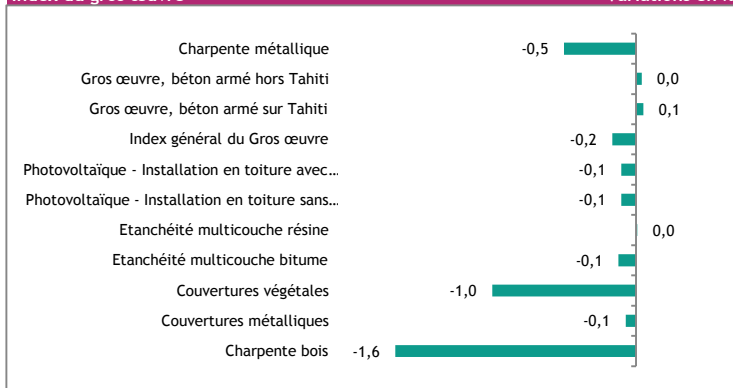 Charpente métallique -0,5
Gros œuvre, béton armé hors Tahiti 0,0
Gros œuvre, béton armé sur Tahiti 0,1
Index général du Gros œuvre -0,2
Photovoltaïque - Installation en toiture avec… -0,1
Photovoltaïque - Installation en toiture sans… -0,1
Etanchéité multicouche résine 0,0
Etanchéité multicouche bitume -0,1
Couvertures végétales -1,0
Couvertures métalliques -0,1
Charpente bois -1,6